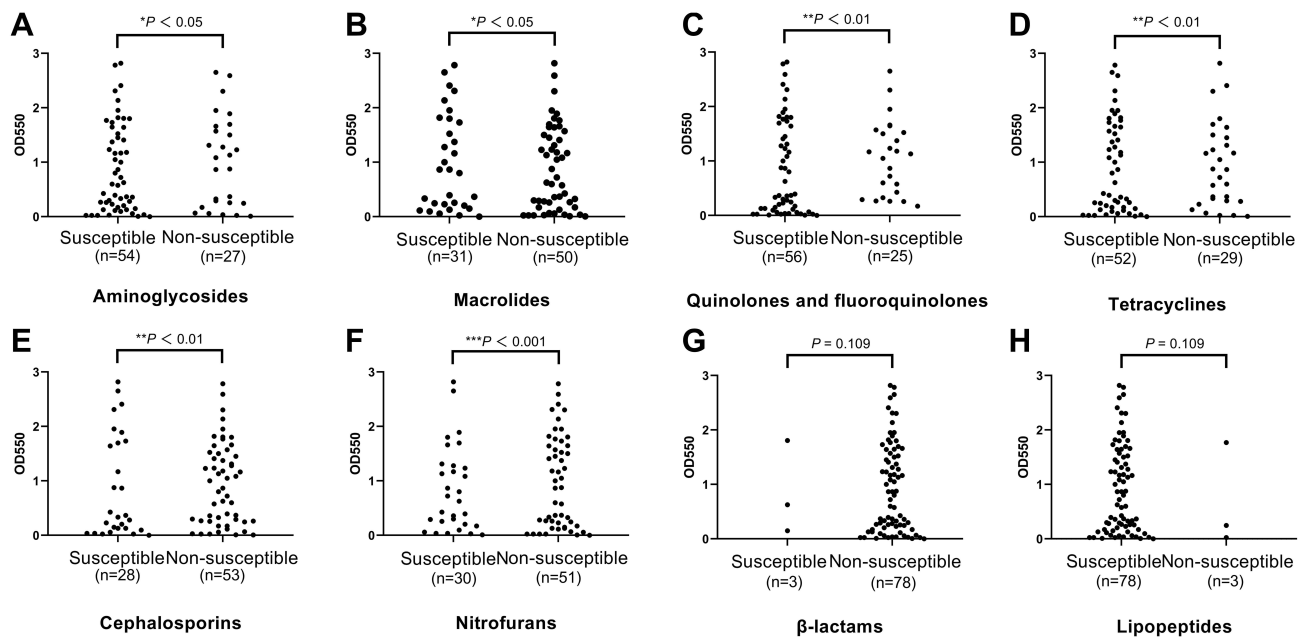 A
*P < 0.05
OD550
3
2
1
0
Susceptible Non-susceptible
(n=54) (n=27)
Aminoglycosides
B
*P < 0.05
OD550
3
2
1
0
Susceptible Non-susceptible
(n=31) (n=50)
Macrolides
C
**P < 0.01
OD550
3
2
1
0
Susceptible Non-susceptible
(n=56) (n=25)
Quinolones and fluoroquinolones
D
**P < 0.01
OD550
3
2
1
0
Susceptible Non-susceptible
(n=52) (n=29)
Tetracyclines
E
**P < 0.01
OD550
3
2
1
0
Susceptible Non-susceptible
(n=28) (n=53)
Cephalosporins
F
***P < 0.001
OD550
3
2
1
0
Susceptible Non-susceptible
(n=30) (n=51)
Nitrofurans
G
P = 0.109
OD550
3
2
1
0
Susceptible Non-susceptible
(n=3) (n=78)
β-lactams
H
P = 0.109
OD550
3
2
1
0
Susceptible Non-susceptible
(n=78) (n=3)
Lipopeptides